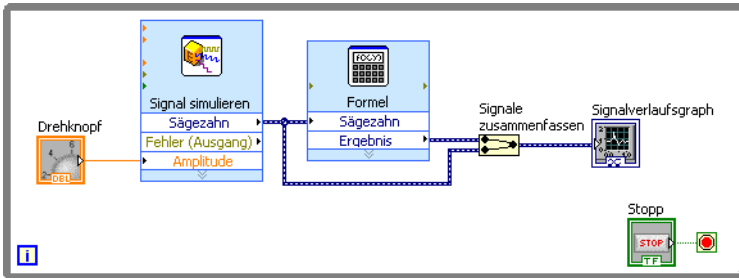 Signal simulieren
Sägezahn
Fehler (Ausgang)
Amplitude
Drehknopf
DBL
f(x,y)
Formel
Sägezahn
Ergebnis
Signale
zusammenfassen
Signalverlaufsgraph
Stopp
STOP
TF
i